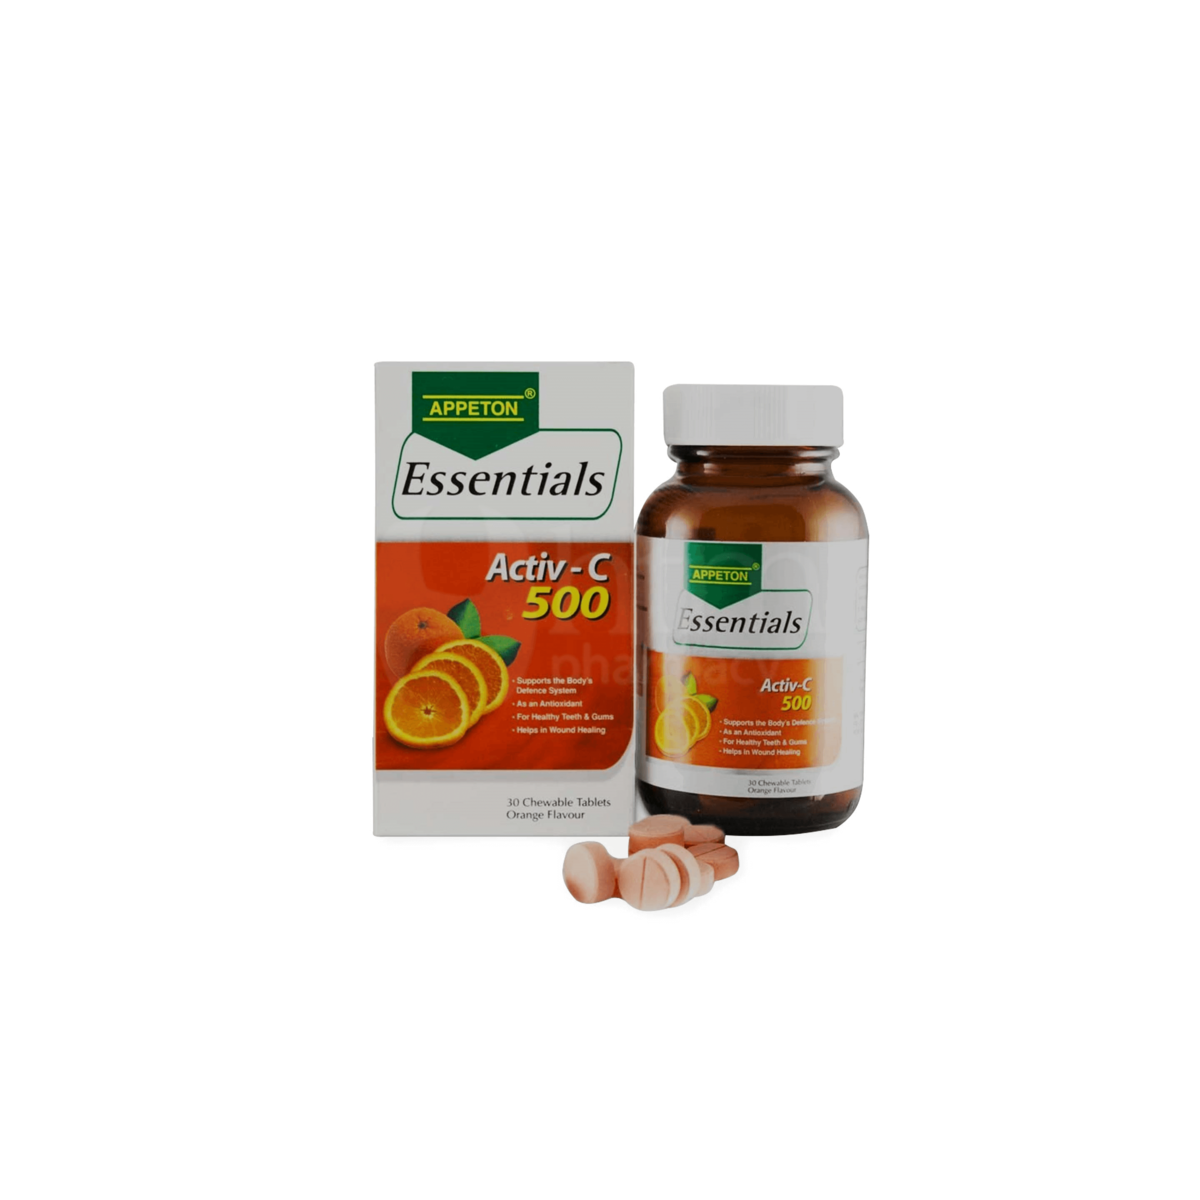 APPETON®
Essentials
Activ - C
500
- Supports the Body's
Defence System
- As an Antioxidant
- For Healthy Teeth & Gums
- Helps in Wound Healing
30 Chewable Tablets
Orange Flavour
APPETON®
Essentials
Activ-C
500
- Supports the Body's Defence
- As an Antioxidant
- For Healthy Teeth & Gums
- Helps in Wound Healing
30 Chewable Tablets
Orange Flavour
pharmacy